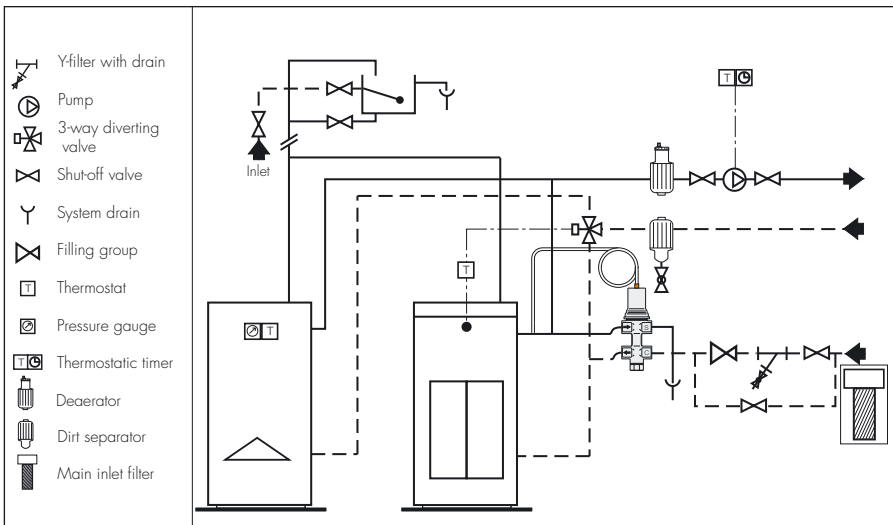 Y-filter with drain
Pump
3-way diverting
valve
Shut-off valve
System drain
Filling group
T
Thermostat
Pressure gauge
T
Thermostatic timer
Deaerator
Dirt separator
Main inlet filter
Inlet
T
T
T
S
C